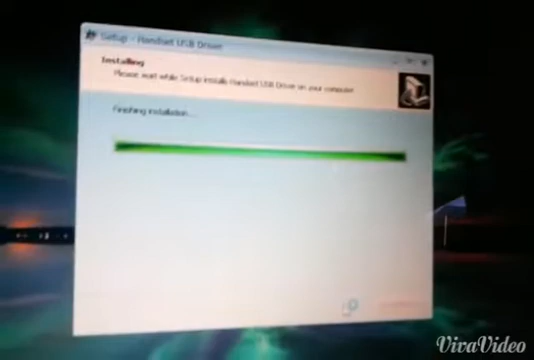 Setup - Handset USB Driver
Installing
Please wait while Setup installs Handset USB Driver on your computer.
Finishing installation...
VivaVideo